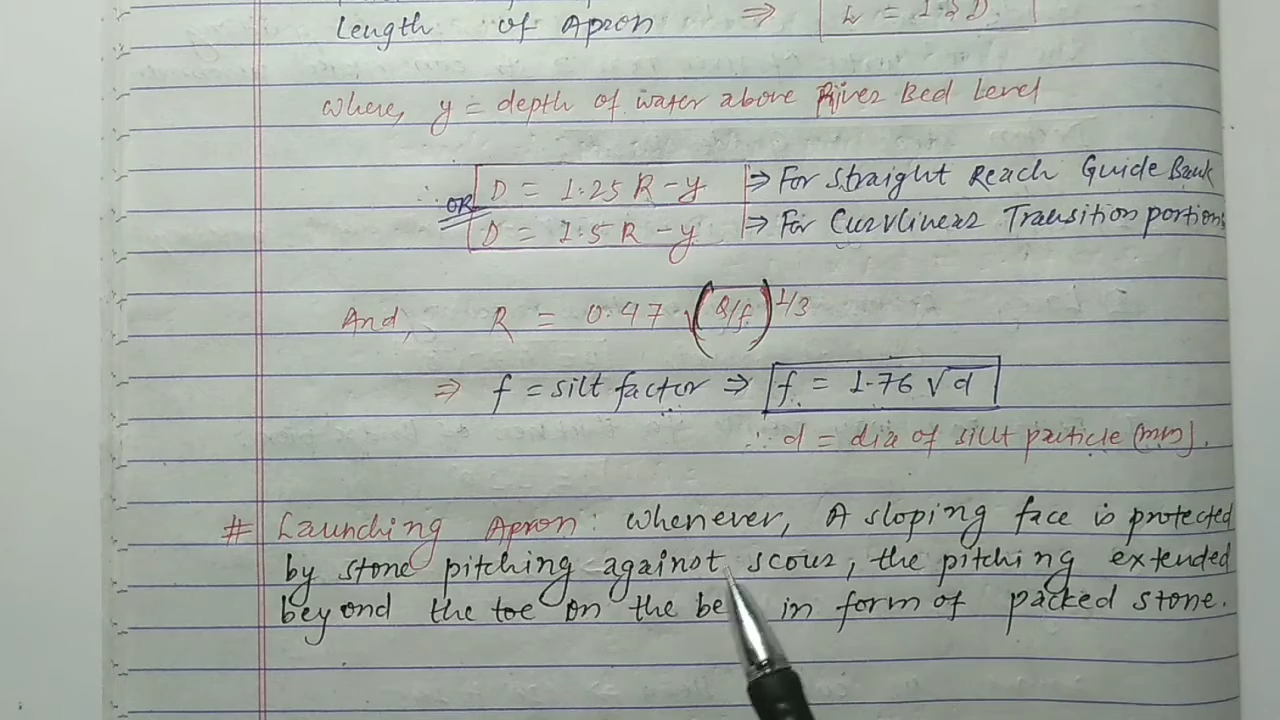 Length of Apron ⇒ L = 1.5 D
where, y = depth of water above River Bed Level
∴ D = 1.25 R - y ⇒ For straight Reach Guide Bank
OR D = 1.5 R - y ⇒ For Curvlinear Transition portions
And, R = 0.47 (Q/f)^1/3
⇒ f = silt factor ⇒ f = 1.76 √d
∴ d = dia of silt particle (mm).
# Launching Apron: whenever, A sloping face is protected
by stone pitching against scour, the pitching extended
beyond the toe on the be in form of packed stone.